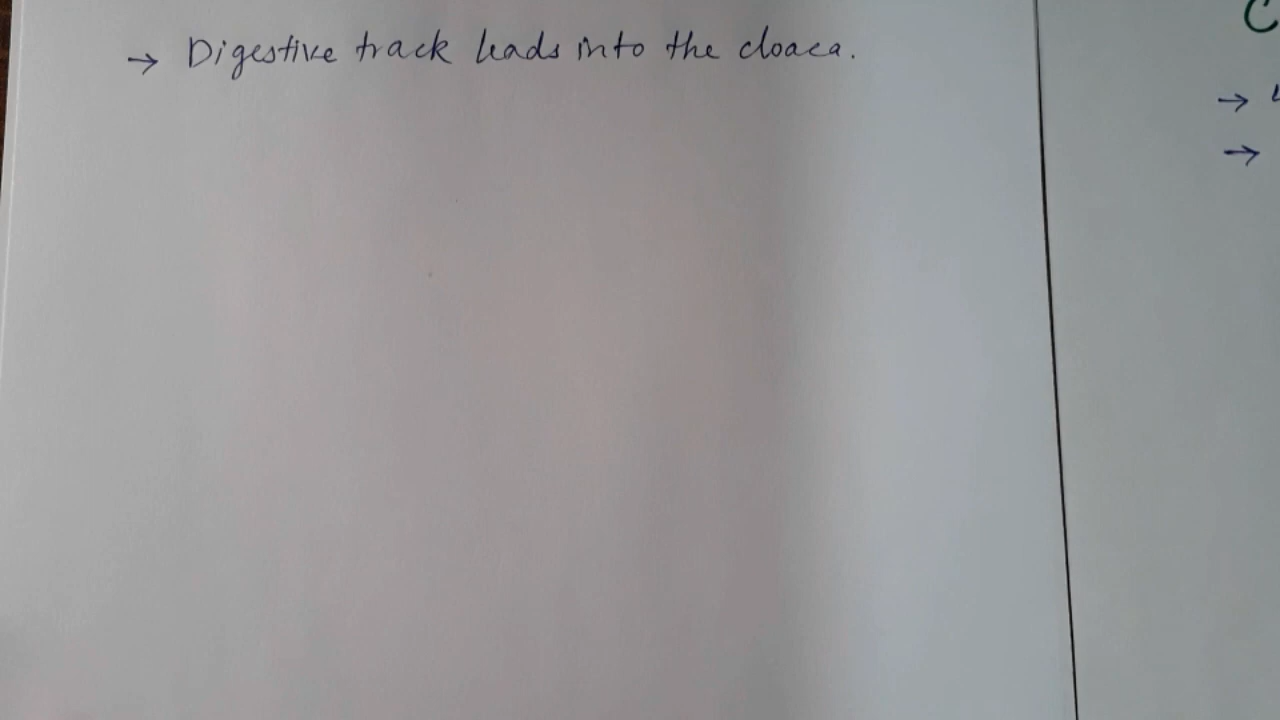 → Digestive track leads into the cloaca.
C
→
→